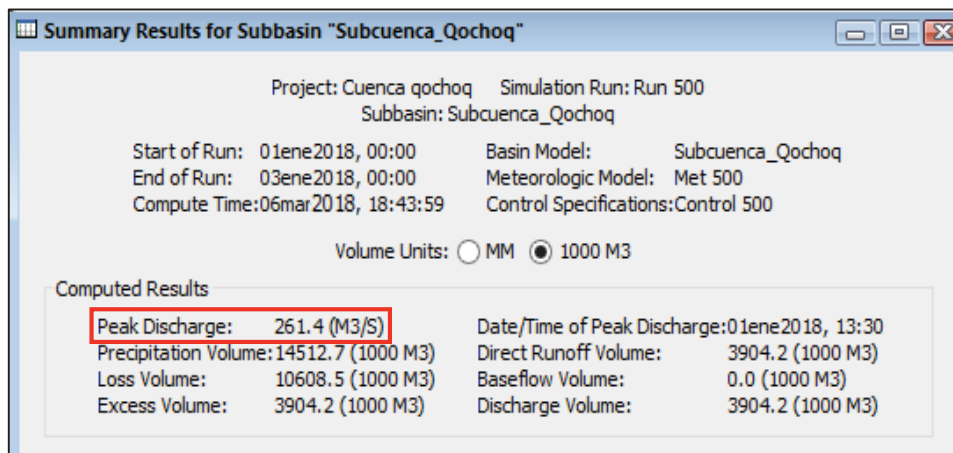 Summary Results for Subbasin "Subcuenca_Qochoq"
Project: Cuenca qochoq Simulation Run: Run 500
Subbasin: Subcuenca_Qochoq
Start of Run: 01ene2018, 00:00 Basin Model: Subcuenca_Qochoq
End of Run: 03ene2018, 00:00 Meteorologic Model: Met 500
Compute Time:06mar2018, 18:43:59 Control Specifications:Control 500
Volume Units: MM 1000 M3
Computed Results
Peak Discharge: 261.4 (M3/S) Date/Time of Peak Discharge:01ene2018, 13:30
Precipitation Volume:14512.7 (1000 M3) Direct Runoff Volume: 3904.2 (1000 M3)
Loss Volume: 10608.5 (1000 M3) Baseflow Volume: 0.0 (1000 M3)
Excess Volume: 3904.2 (1000 M3) Discharge Volume: 3904.2 (1000 M3)